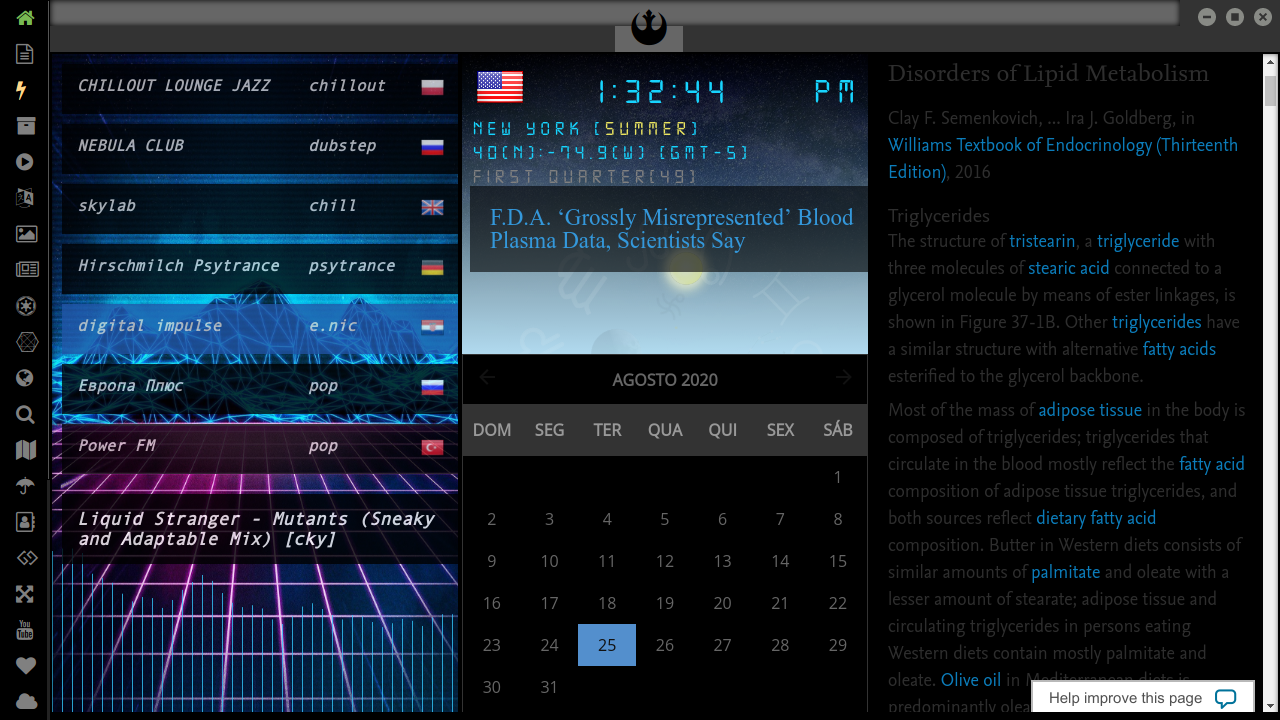 CHILLOUT LOUNGE JAZZ chillout
NEBULA CLUB dubstep
skylab chill
Hirschmilch Psytrance psytrance
digital impulse e.nic
Европа Плюс pop
Power FM pop
Liquid Stranger - Mutants (Sneaky
and Adaptable Mix) [cky]
You
Tube
1:32:44 PM
NEW YORK (SUMMER)
40(N):-74.9(W) (GMT-5)
FIRST QUARTER(49)
F.D.A. ‘Grossly Misrepresented’ Blood
Plasma Data, Scientists Say
AGOSTO 2020
DOM SEG TER QUA QUI SEX SÁB
1
2 3 4 5 6 7 8
9 10 11 12 13 14 15
16 17 18 19 20 21 22
23 24 25 26 27 28 29
30 31
Disorders of Lipid Metabolism
Clay F. Semenkovich, ... Ira J. Goldberg, in
Williams Textbook of Endocrinology (Thirteenth
Edition), 2016
Triglycerides
The structure of tristearin, a triglyceride with
three molecules of stearic acid connected to a
glycerol molecule by means of ester linkages, is
shown in Figure 37-1B. Other triglycerides have
a similar structure with alternative fatty acids
esterified to the glycerol backbone.
Most of the mass of adipose tissue in the body is
composed of triglycerides; triglycerides that
circulate in the blood mostly reflect the fatty acid
composition of adipose tissue triglycerides, and
both sources reflect dietary fatty acid
composition. Butter in Western diets consists of
similar amounts of palmitate and oleate with a
lesser amount of stearate; adipose tissue and
circulating triglycerides in persons eating
Western diets contain mostly palmitate and
oleate. Olive oil in Mediterranean diets is
predominantly
Help improve this page